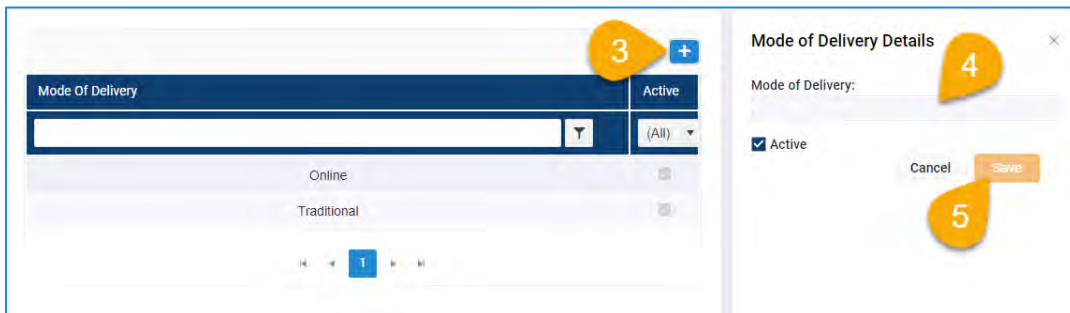 3
+
Mode Of Delivery
Active
(All)
Online
Traditional
1
Mode of Delivery Details
4
Mode of Delivery:
Active
Cancel
Save
5